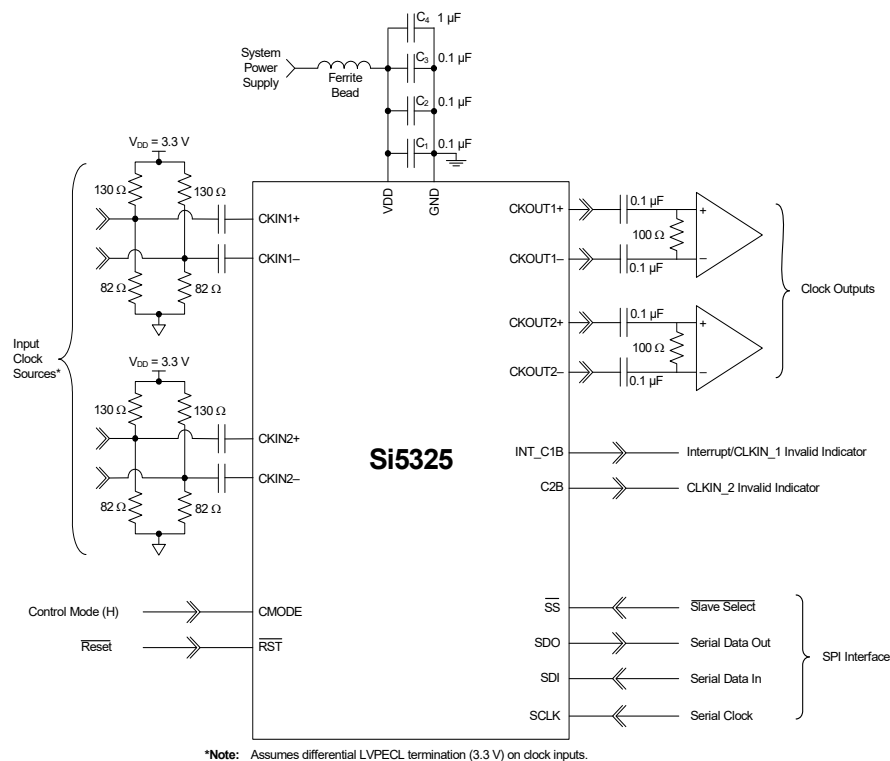 C4 1 µF
System
Power
Supply
Ferrite
Bead
C3 0.1 µF
C2 0.1 µF
C1 0.1 µF
VDD = 3.3 V
130 Ω 130 Ω
82 Ω 82 Ω
VDD = 3.3 V
130 Ω 130 Ω
82 Ω 82 Ω
Input
Clock
Sources*
Control Mode (H)
Reset
VDD GND
CKIN1+
CKIN1–
CKIN2+
CKIN2–
CMODE
RST
Si5325
CKOUT1+
CKOUT1–
CKOUT2+
CKOUT2–
INT_C1B
C2B
SS
SDO
SDI
SCLK
0.1 µF
100 Ω
0.1 µF
+
–
0.1 µF
100 Ω
0.1 µF
+
–
Clock Outputs
Interrupt/CLKIN_1 Invalid Indicator
CLKIN_2 Invalid Indicator
Slave Select
Serial Data Out
Serial Data In
Serial Clock
SPI Interface
*Note: Assumes differential LVPECL termination (3.3 V) on clock inputs.